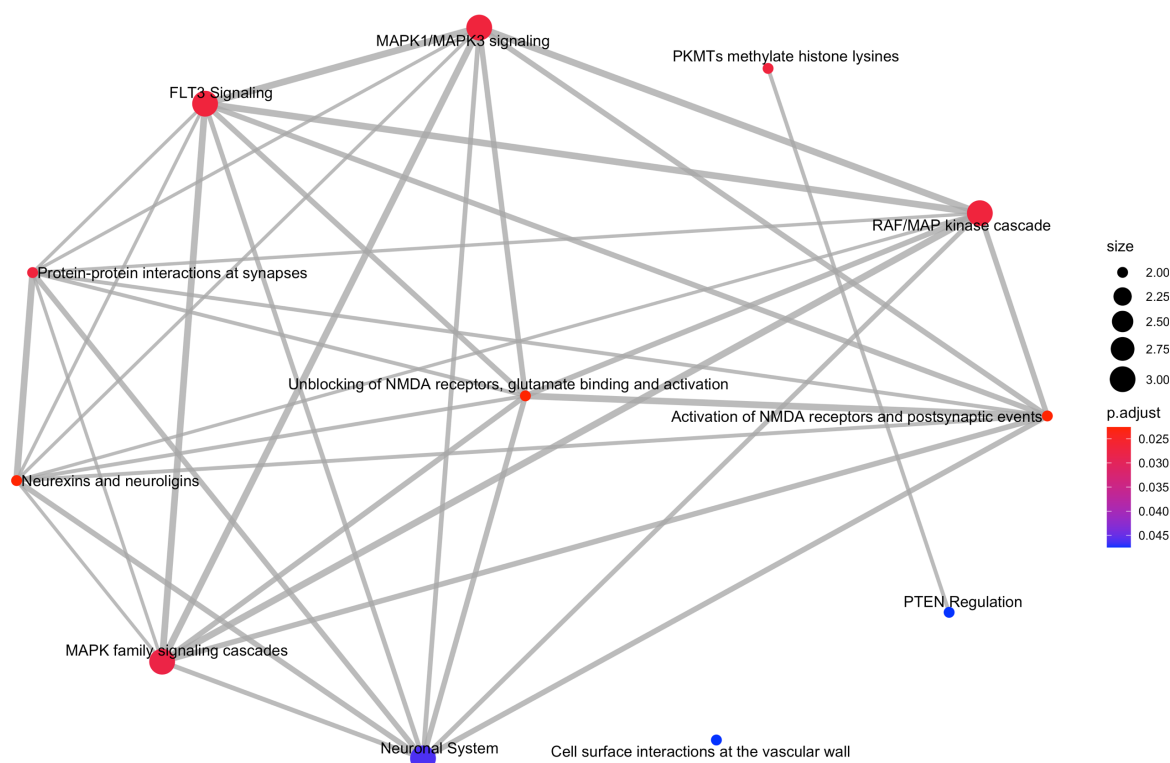 MAPK1/MAPK3 signaling
PKMTs methylate histone lysines
FLT3 Signaling
RAF/MAP kinase cascade
Protein-protein interactions at synapses
Unblocking of NMDA receptors, glutamate binding and activation
Activation of NMDA receptors and postsynaptic events
Neurexins and neuroligins
PTEN Regulation
MAPK family signaling cascades
Neuronal System
Cell surface interactions at the vascular wall
size
2.00
2.25
2.50
2.75
3.00
p.adjust
0.025
0.030
0.035
0.040
0.045